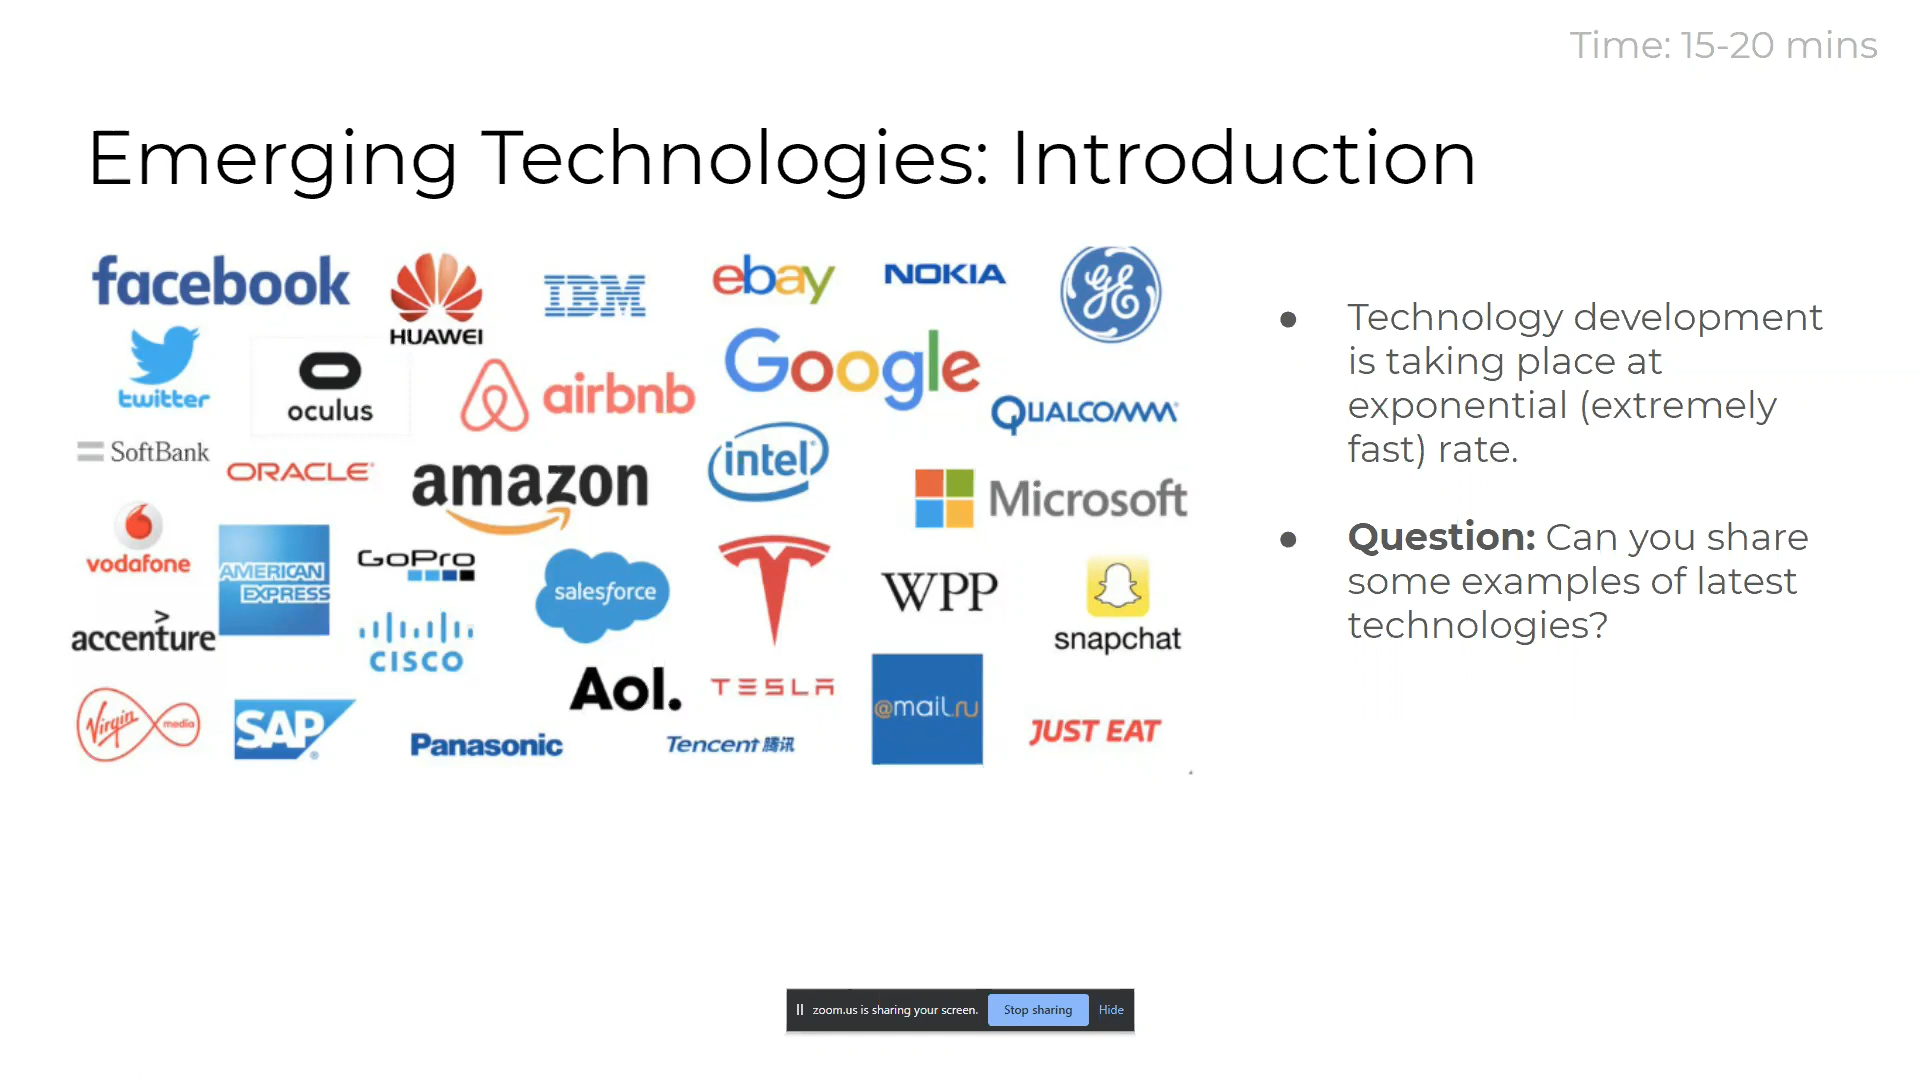 Time: 15-20 mins
Emerging Technologies: Introduction
facebook
HUAWEI
IBM
ebay
NOKIA
GE
twitter
oculus
airbnb
Google
QUALCOMM
SoftBank
ORACLE
amazon
intel
Microsoft
vodafone
AMERICAN
EXPRESS
GoPro
salesforce
WPP
snapchat
accenture
CISCO
Aol.
TESLA
@mail.ru
Virgin media
SAP
Panasonic
Tencent 腾讯
JUST EAT
● Technology development
is taking place at
exponential (extremely
fast) rate.
● Question: Can you share
some examples of latest
technologies?
zoom.us is sharing your screen. Stop sharing Hide